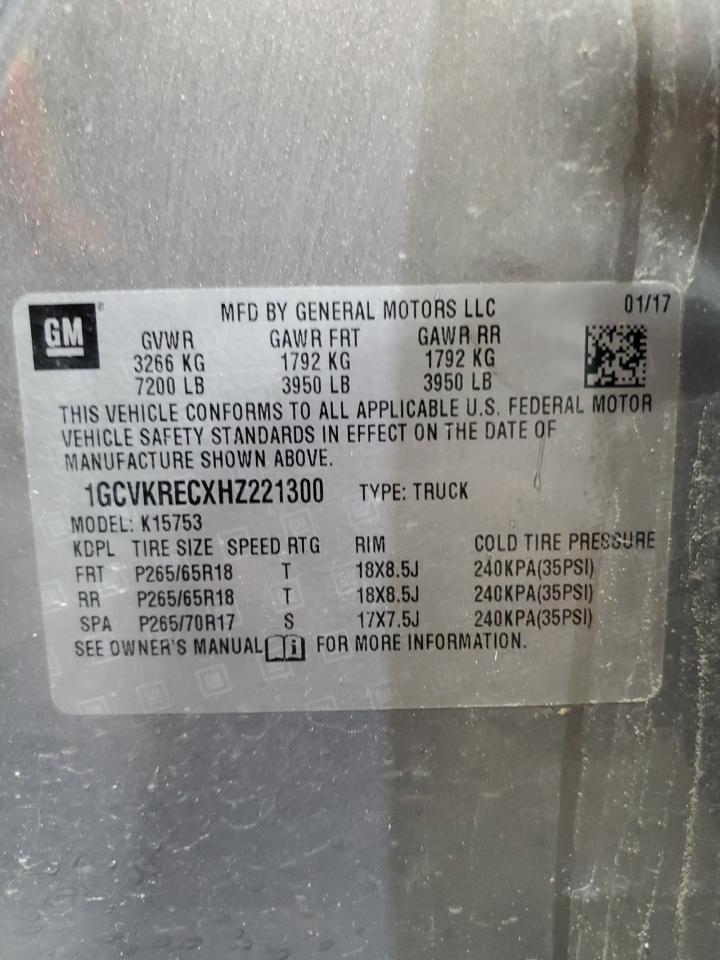 GM
MFD BY GENERAL MOTORS LLC 01/17
GVWR GAWR FRT GAWR RR
3266 KG 1792 KG 1792 KG
7200 LB 3950 LB 3950 LB
THIS VEHICLE CONFORMS TO ALL APPLICABLE U.S. FEDERAL MOTOR
VEHICLE SAFETY STANDARDS IN EFFECT ON THE DATE OF
MANUFACTURE SHOWN ABOVE.
1GCVKRECXHZ221300 TYPE: TRUCK
MODEL: K15753
KDPL TIRE SIZE SPEED RTG RIM COLD TIRE PRESSURE
FRT P265/65R18 T 18X8.5J 240KPA(35PSI)
RR P265/65R18 T 18X8.5J 240KPA(35PSI)
SPA P265/70R17 S 17X7.5J 240KPA(35PSI)
SEE OWNER'S MANUAL FOR MORE INFORMATION.